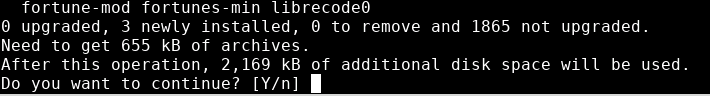 fortune-mod fortunes-min librecode0
0 upgraded, 3 newly installed, 0 to remove and 1865 not upgraded.
Need to get 655 kB of archives.
After this operation, 2,169 kB of additional disk space will be used.
Do you want to continue? [Y/n]